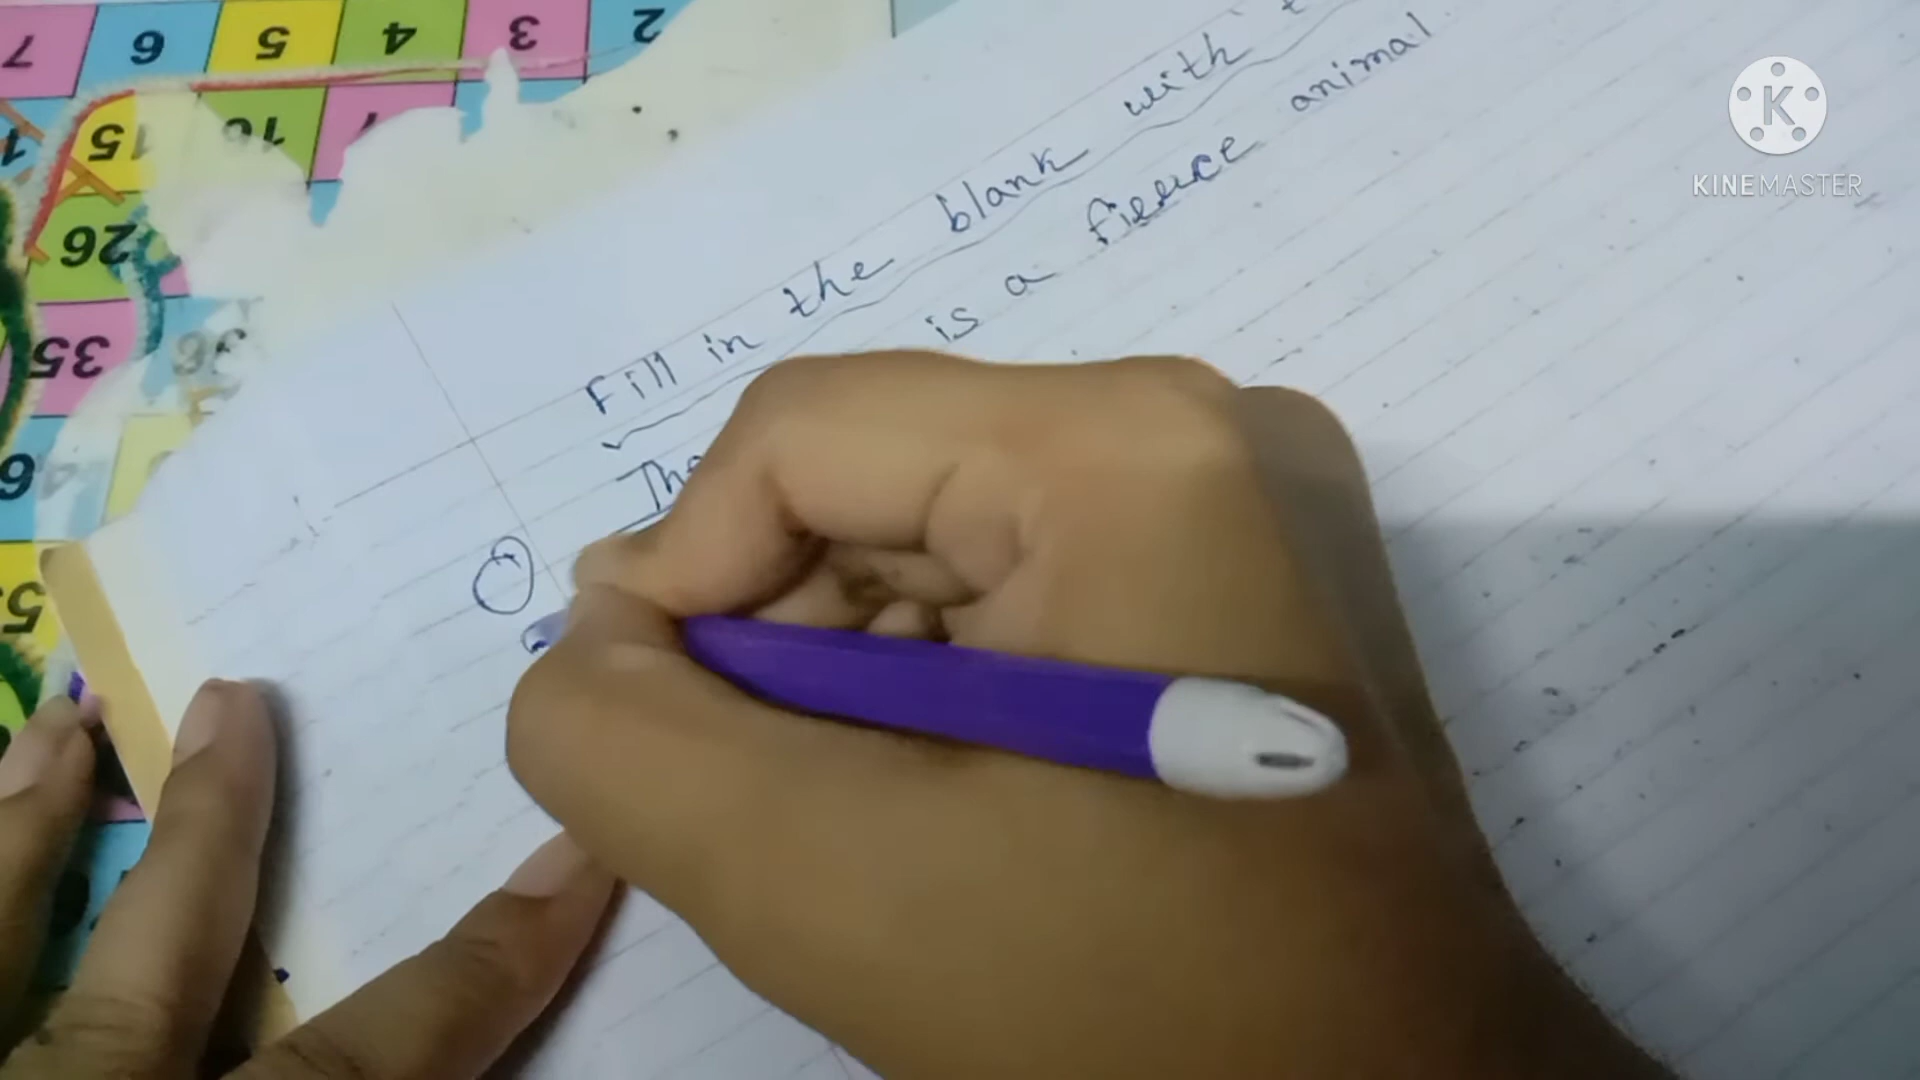 7 6 5 4 3 2
15 16
26
35 36
Fill in the blank with
The is a fierce animal
KINEMASTER